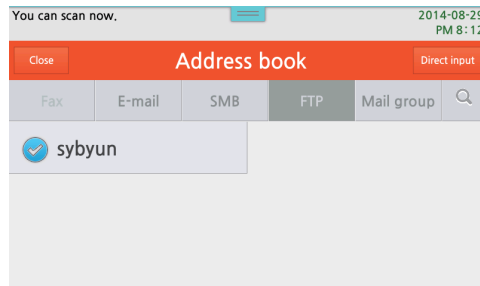 You can scan now.
2014-08-29
PM 8:12
Close
Address book
Direct input
Fax
E-mail
SMB
FTP
Mail group
sybyun